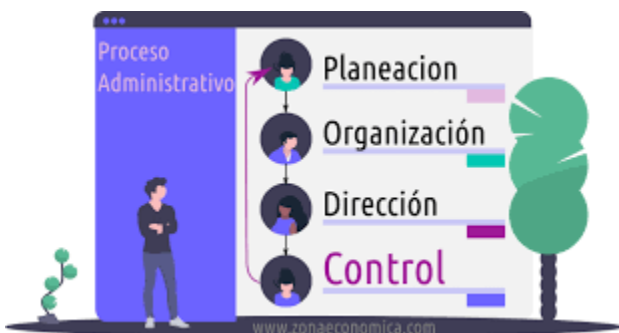 Proceso
Administrativo
Planeacion
Organización
Dirección
Control
www.zonaeconomica.com